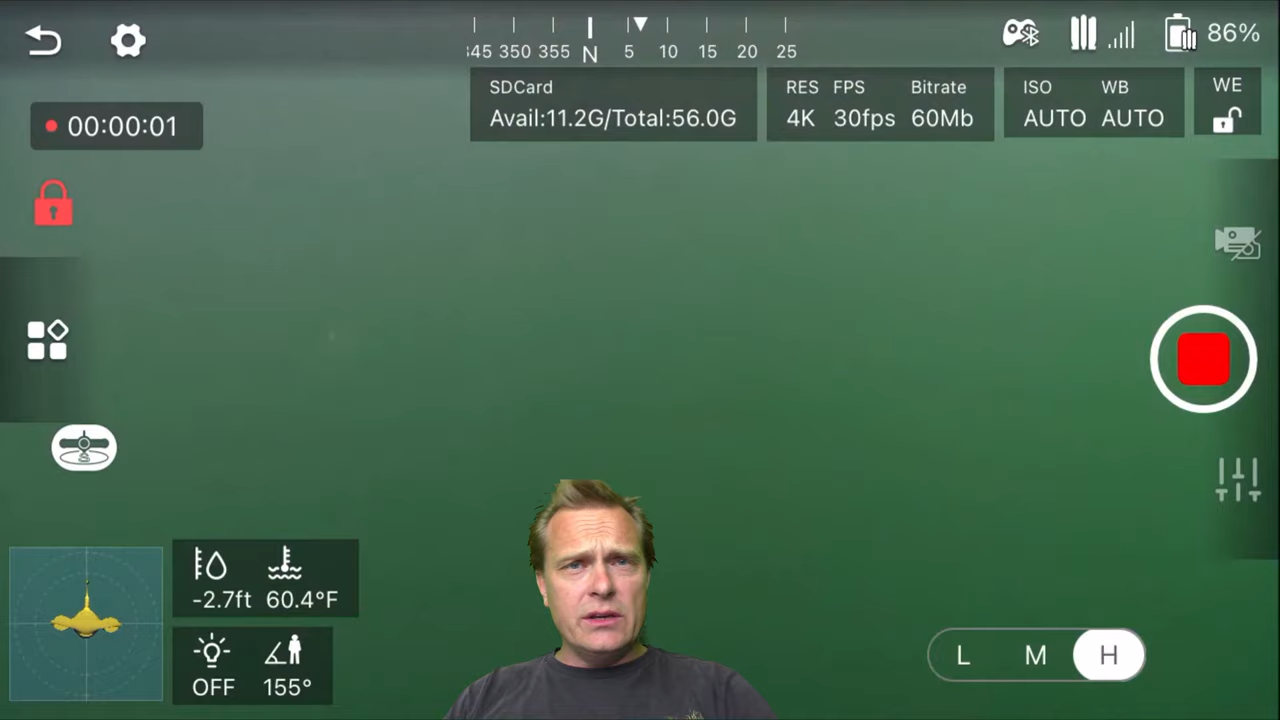 345 350 355 N 5 10 15 20 25
86%
00:00:01
SDCard
Avail:11.2G/Total:56.0G
RES FPS Bitrate
4K 30fps 60Mb
ISO WB
AUTO AUTO
WE
-2.7ft 60.4°F
OFF 155°
L M H